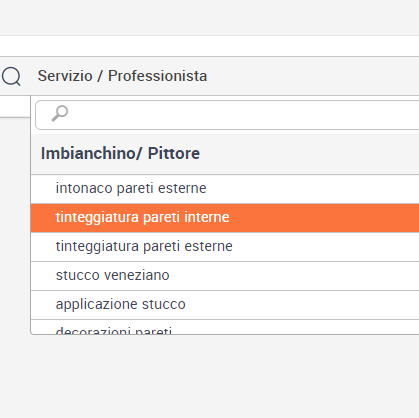 Servizio / Professionista
Imbianchino/ Pittore
intonaco pareti esterne
tinteggiatura pareti interne
tinteggiatura pareti esterne
stucco veneziano
applicazione stucco
decorazioni pareti